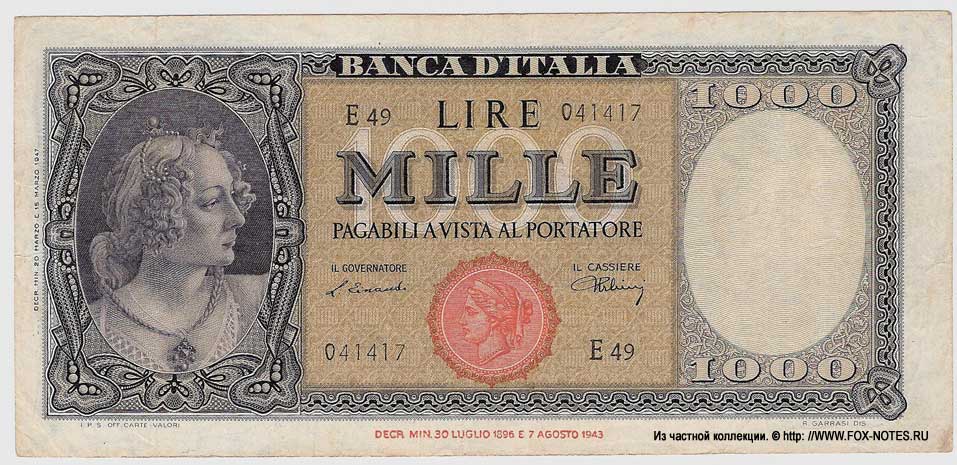 BANCA D'ITALIA
1000
E 49 LIRE 041417
1000
MILLE
PAGABILI A VISTA AL PORTATORE
IL GOVERNATORE
IL CASSIERE
L. Einaudi
041417
E 49
1000
DECR. MIN. 20 MARZO E 15 MARZO 1947
I. P. S. OFF. CARTE-VALORI
R. GARRASI DIS.
DECR. MIN. 30 LUGLIO 1896 E 7 AGOSTO 1943
Из частной коллекции. © http: //WWW.FOX-NOTES.RU